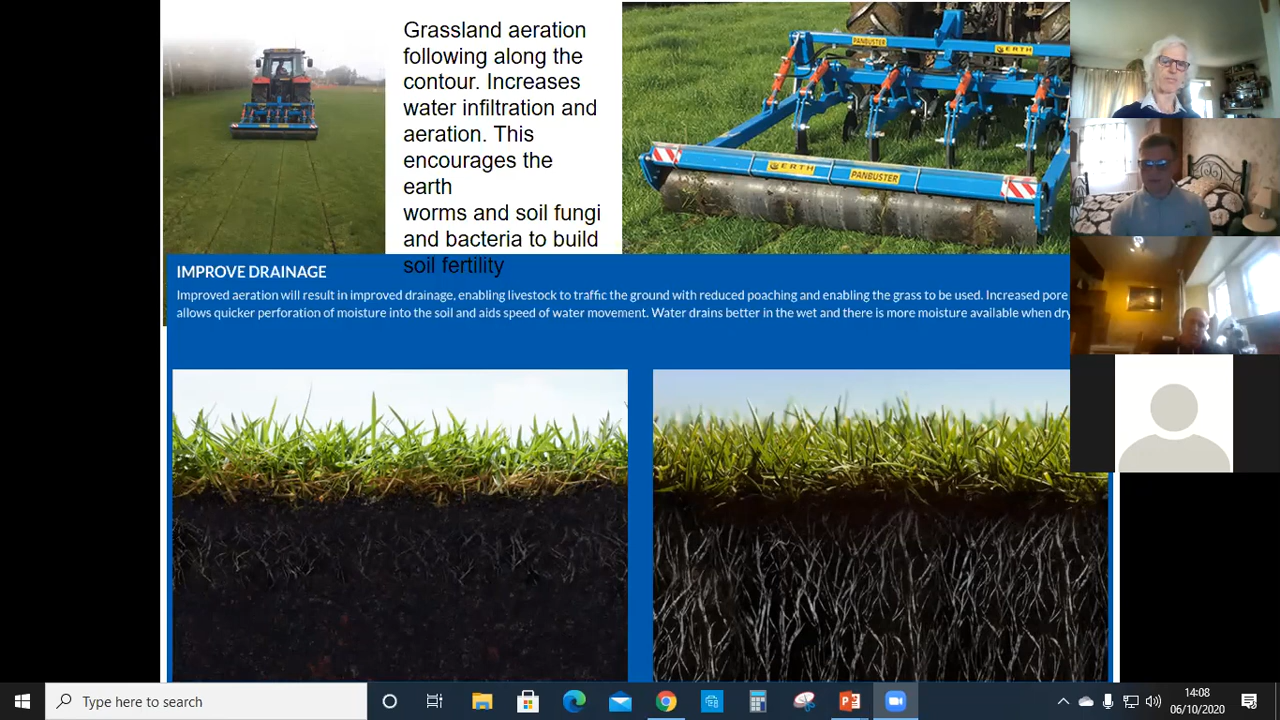 Grassland aeration
following along the
contour. Increases
water infiltration and
aeration. This
encourages the
earth
worms and soil fungi
and bacteria to build
soil fertility
PANBUSTER
ERTH
ERTH
PANBUSTER
IMPROVE DRAINAGE
Improved aeration will result in improved drainage, enabling livestock to traffic the ground with reduced poaching and enabling the grass to be used. Increased pore
allows quicker perforation of moisture into the soil and aids speed of water movement. Water drains better in the wet and there is more moisture available when dry
Type here to search
14:08
06/10/2020